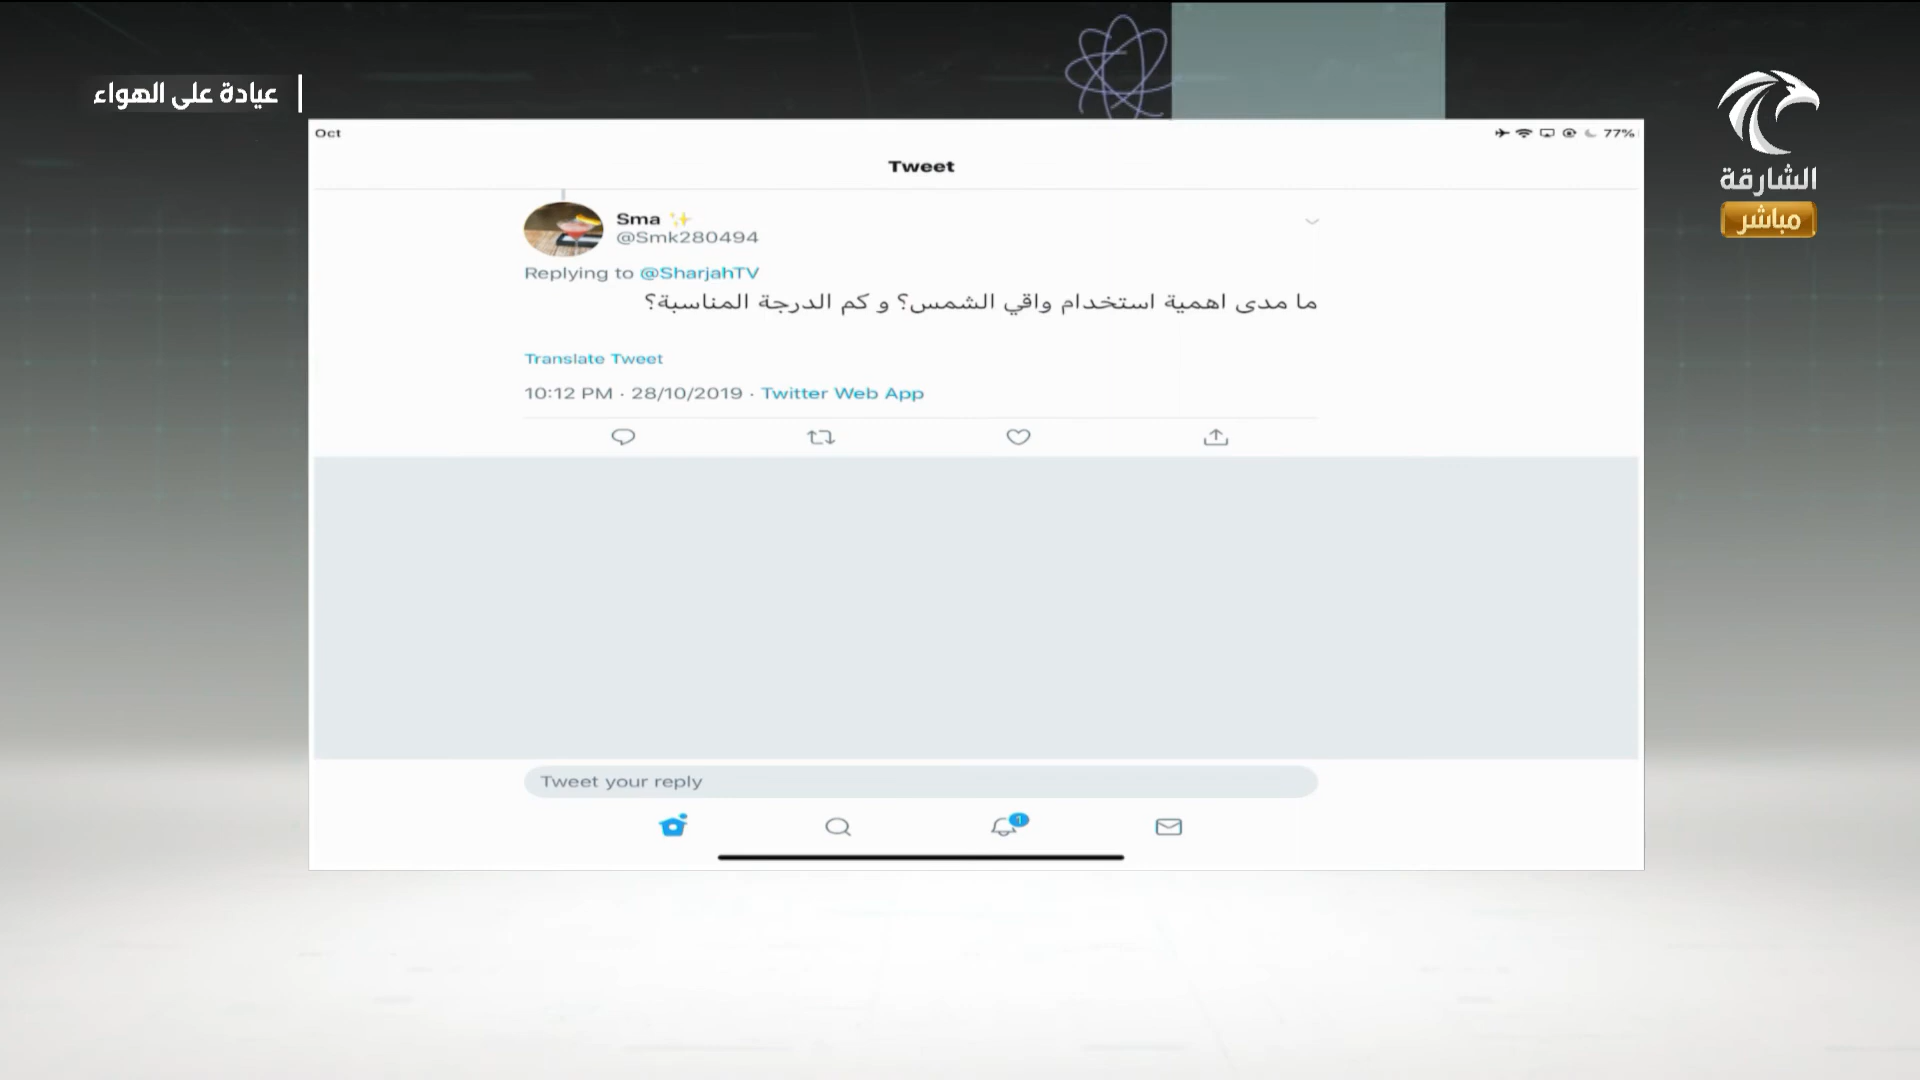 عيادة على الهواء
الشارقة
مباشر
Oct
77%
Tweet
Sma ✨
@Smk280494
Replying to @SharjahTV
ما مدى اهمية استخدام واقي الشمس؟ و كم الدرجة المناسبة؟
Translate Tweet
10:12 PM · 28/10/2019 · Twitter Web App
Tweet your reply
1